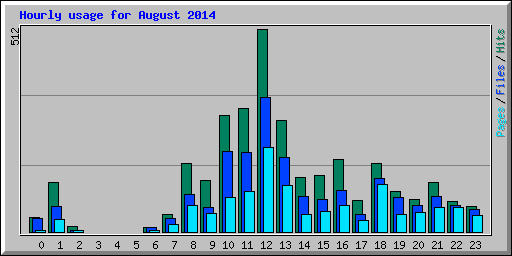 Hourly usage for August 2014
512
Pages/Files/Hits
0 1 2 3 4 5 6 7 8 9 10 11 12 13 14 15 16 17 18 19 20 21 22 23